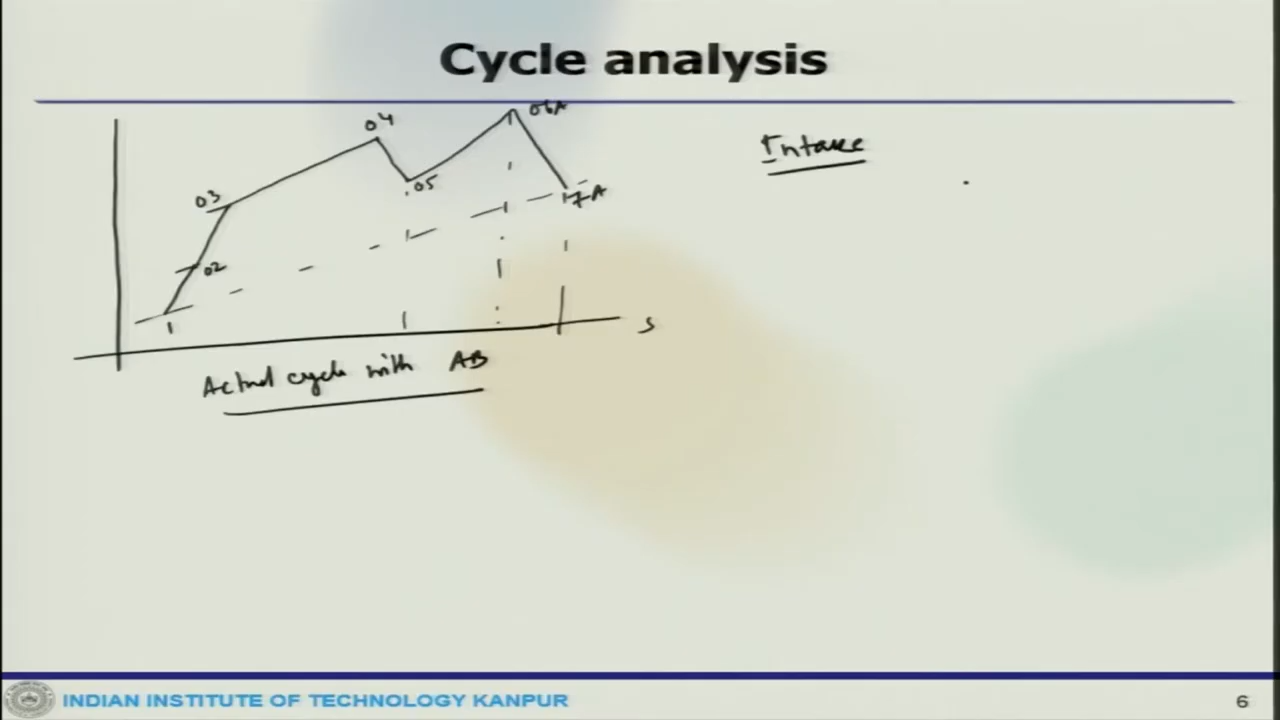 Cycle analysis
06A
04
Intake
05
03
7A
02
1
s
Actual cycle with AB
INDIAN INSTITUTE OF TECHNOLOGY KANPUR
6